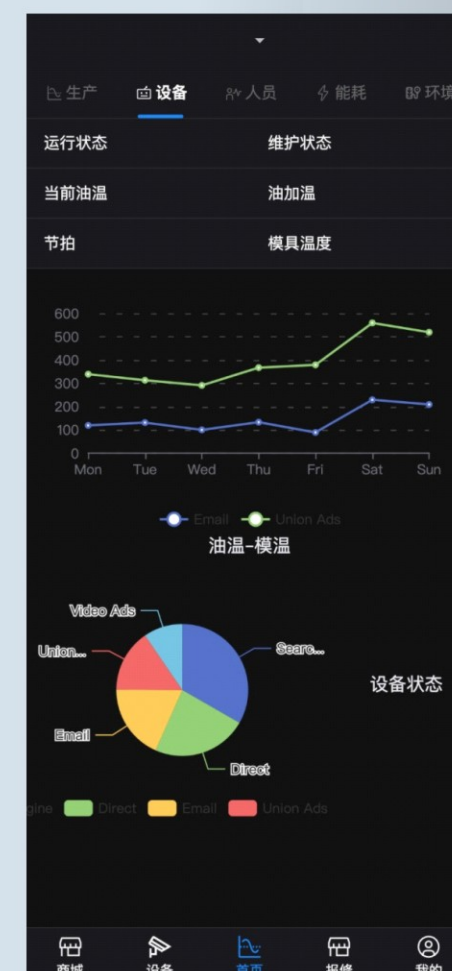 生产 设备 人员 能耗 环境
运行状态 维护状态
当前油温 油加温
节拍 模具温度
600
500
400
300
200
100
0
Mon Tue Wed Thu Fri Sat Sun
Email Union Ads
油温-模温
Video Ads
Searc...
Union...
设备状态
Email
Direct
gine Direct Email Union Ads
商城 设备 首页 报修 我的